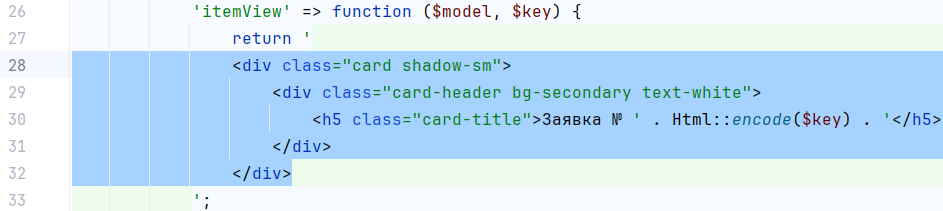 26 'itemView' => function ($model, $key) {
27 return '
28 <div class="card shadow-sm">
29 <div class="card-header bg-secondary text-white">
30 <h5 class="card-title">Заявка № ' . Html::encode($key) . '</h5>
31 </div>
32 </div>
33 ';